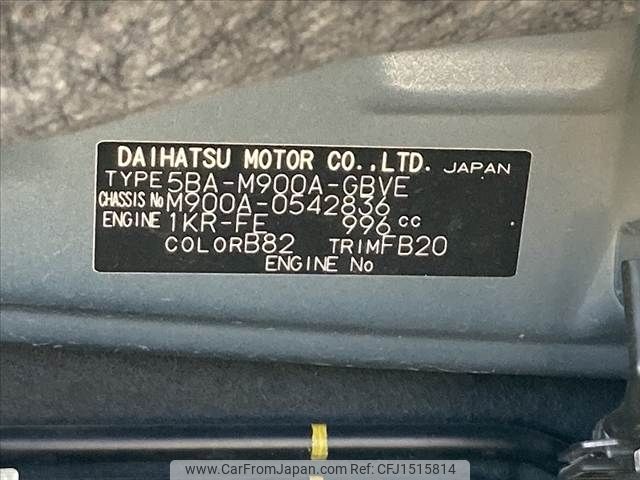 DAIHATSU MOTOR CO.,LTD. JAPAN
TYPE 5BA-M900A-GBVE
CHASSIS No M900A-0542836
ENGINE 1KR-FE 996 cc
COLOR B82 TRIM FB20
ENGINE No
www.CarFromJapan.com CFJ1515814